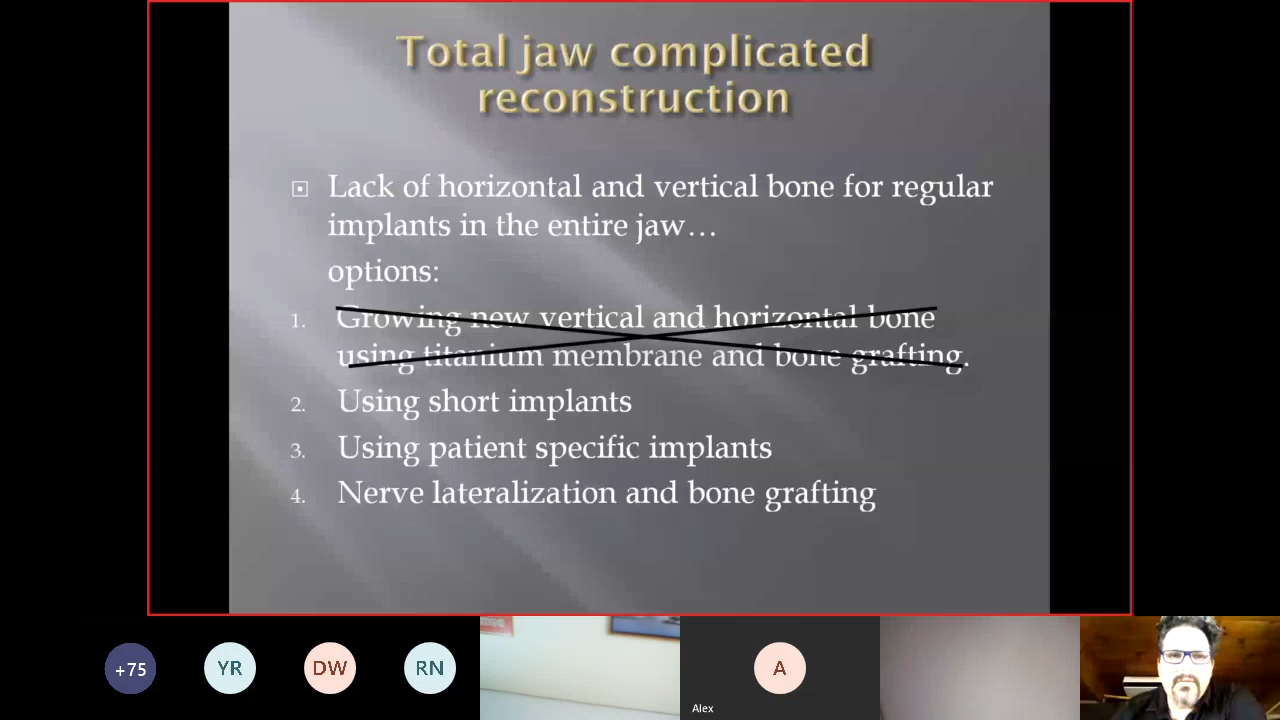 Total jaw complicated
reconstruction
Lack of horizontal and vertical bone for regular
implants in the entire jaw…
options:
1. Growing new vertical and horizontal bone
using titanium membrane and bone grafting.
2. Using short implants
3. Using patient specific implants
4. Nerve lateralization and bone grafting
+75 YR DW RN A
Alex